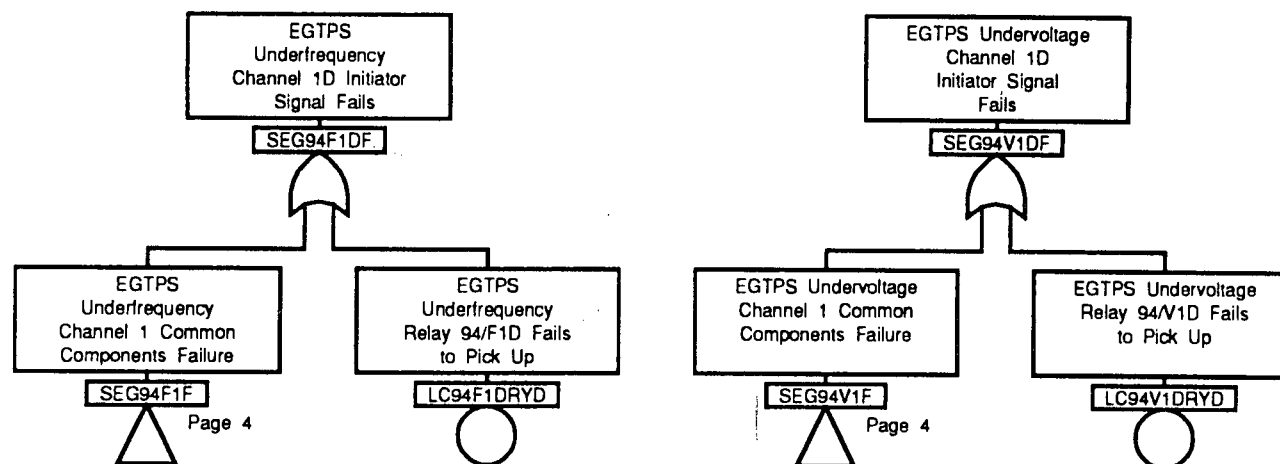 EGTPS
Underfrequency
Channel 1D Initiator
Signal Fails
SEG94F1DF
EGTPS
Underfrequency
Channel 1 Common
Components Failure
SEG94F1F
Page 4
EGTPS
Underfrequency
Relay 94/F1D Fails
to Pick Up
LC94F1DRYD
EGTPS Undervoltage
Channel 1D
Initiator Signal
Fails
SEG94V1DF
EGTPS Undervoltage
Channel 1 Common
Components Failure
SEG94V1F
Page 4
EGTPS Undervoltage
Relay 94/V1D Fails
to Pick Up
LC94V1DRYD